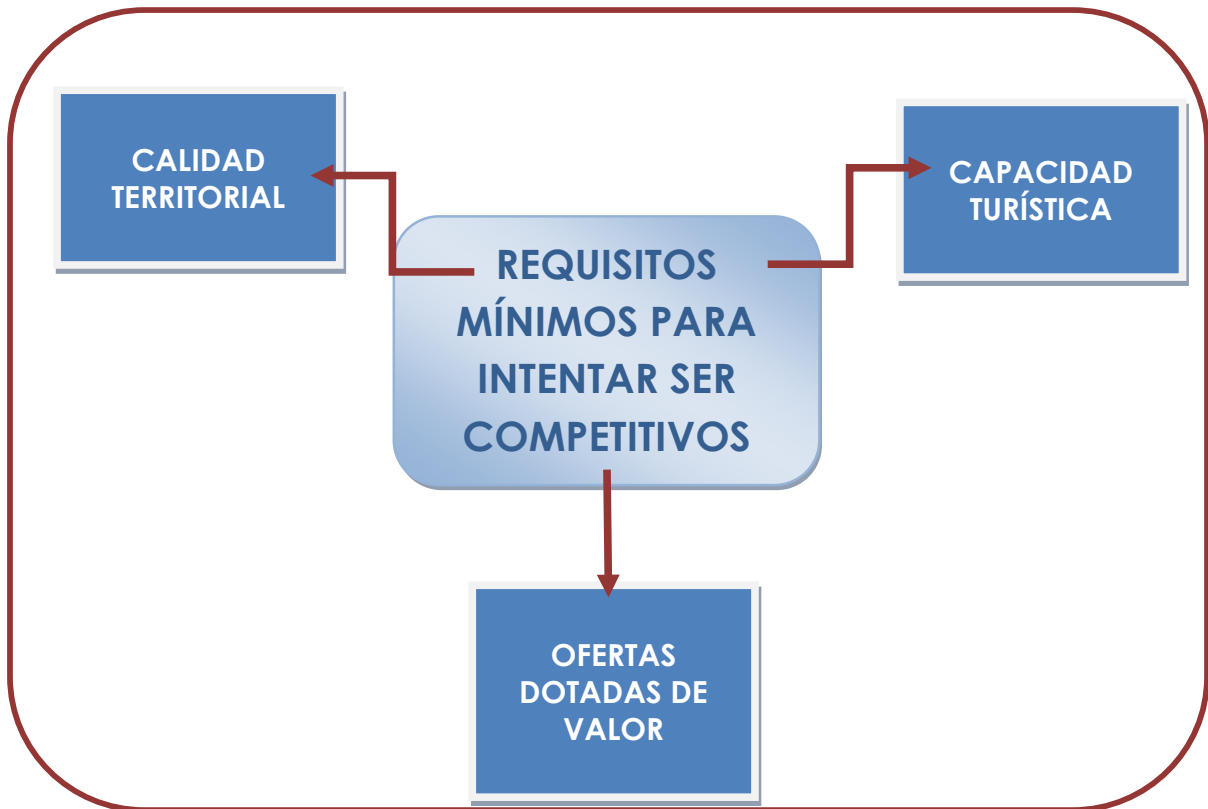 CALIDAD
TERRITORIAL
CAPACIDAD
TURÍSTICA
REQUISITOS
MÍNIMOS PARA
INTENTAR SER
COMPETITIVOS
OFERTAS
DOTADAS DE
VALOR